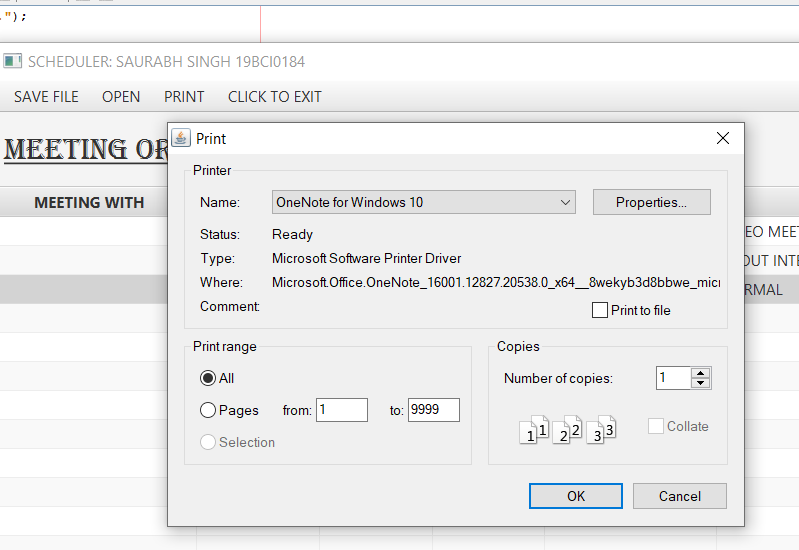 .");
SCHEDULER: SAURABH SINGH 19BCI0184
SAVE FILE OPEN PRINT CLICK TO EXIT
MEETING
Print
Printer
MEETING WITH
Name: OneNote for Windows 10 Properties...
Status: Ready
Type: Microsoft Software Printer Driver
Where: Microsoft.Office.OneNote_16001.12827.20538.0_x64__8wekyb3d8bbwe_micr
Comment:
Print to file
EO MEET
OUT INTE
RMAL
Print range
All
Pages from: 1 to: 9999
Selection
Copies
Number of copies: 1
1 1 2 2 3 3
Collate
OK Cancel